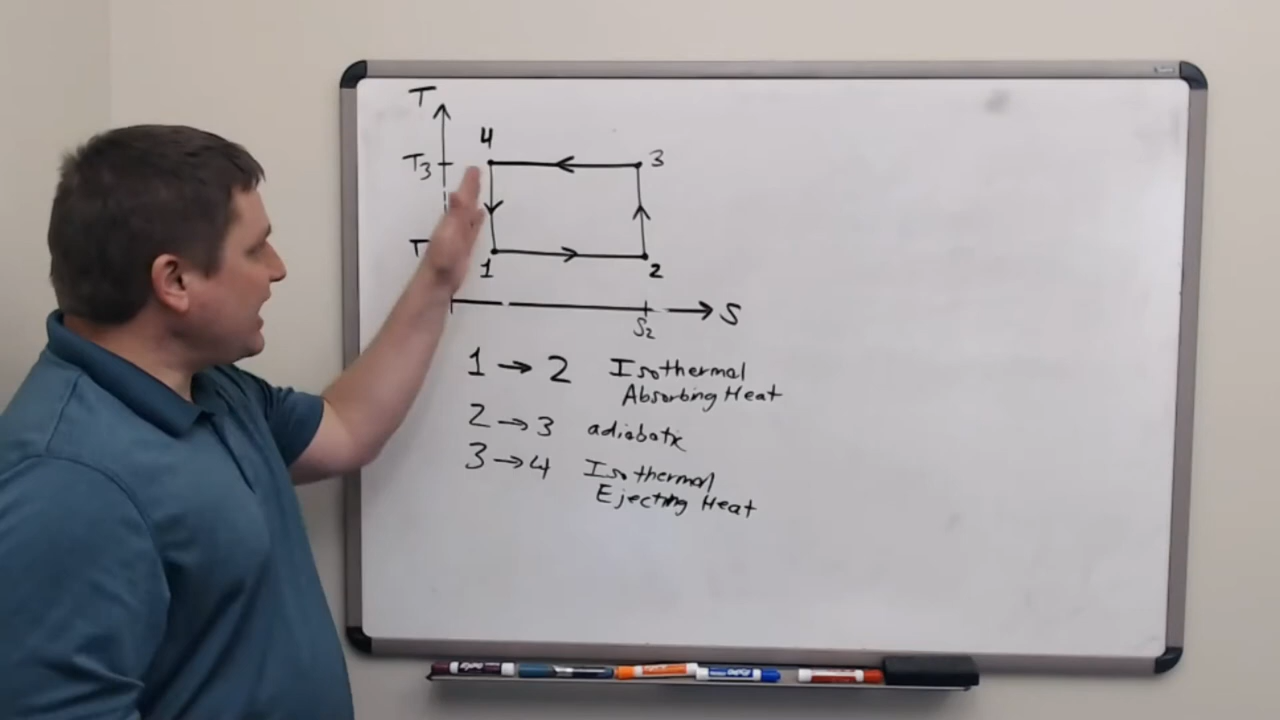 T
4
T3
3
T
1
2
S
S2
1 → 2 Isothermal
Absorbing Heat
2 → 3 adiabatic
3 → 4 Isothermal
Ejecting Heat